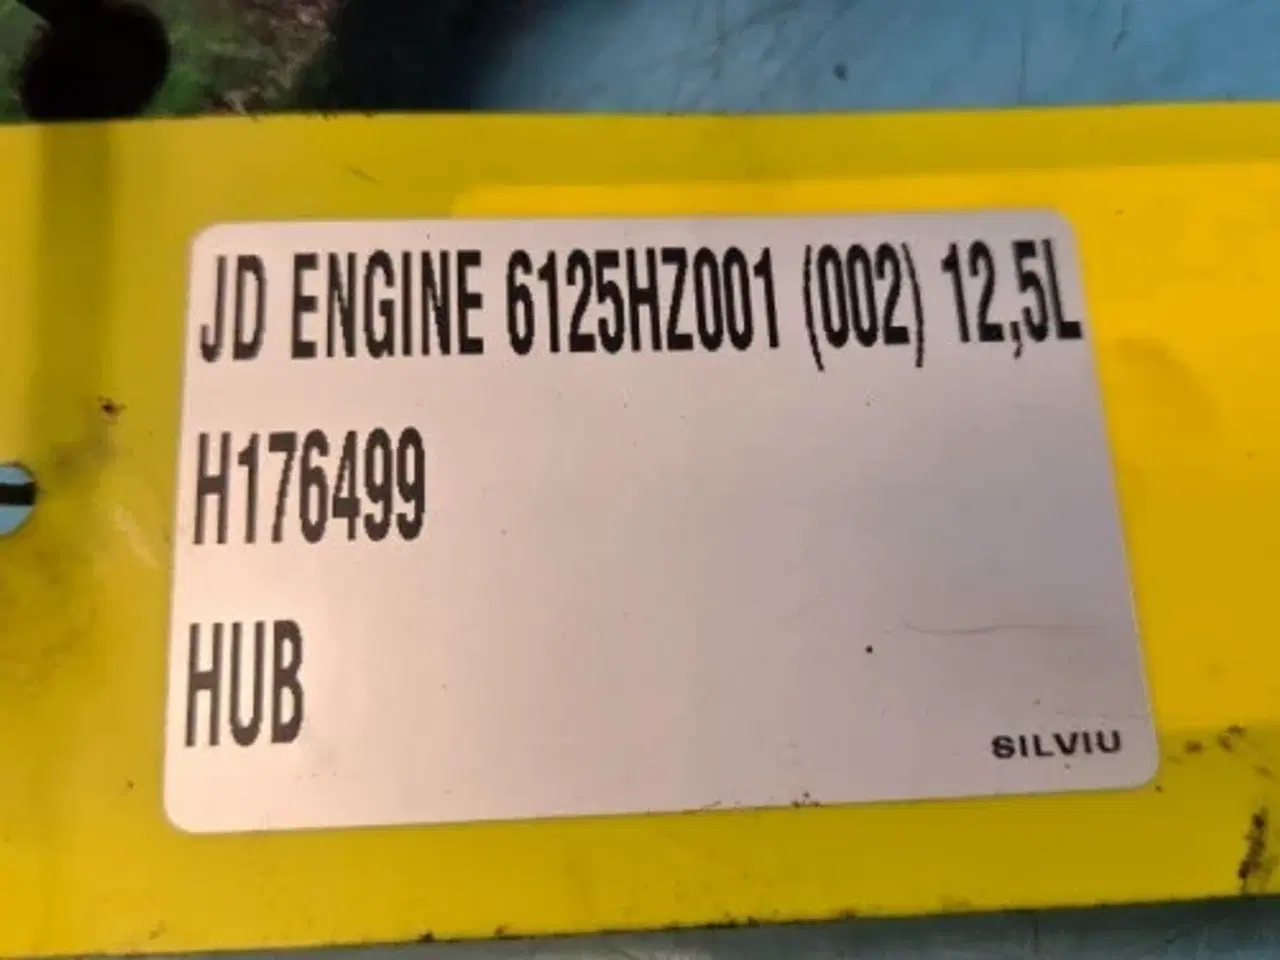 JD ENGINE 6125HZ001 (002) 12,5L
H176499
HUB
SILVIU